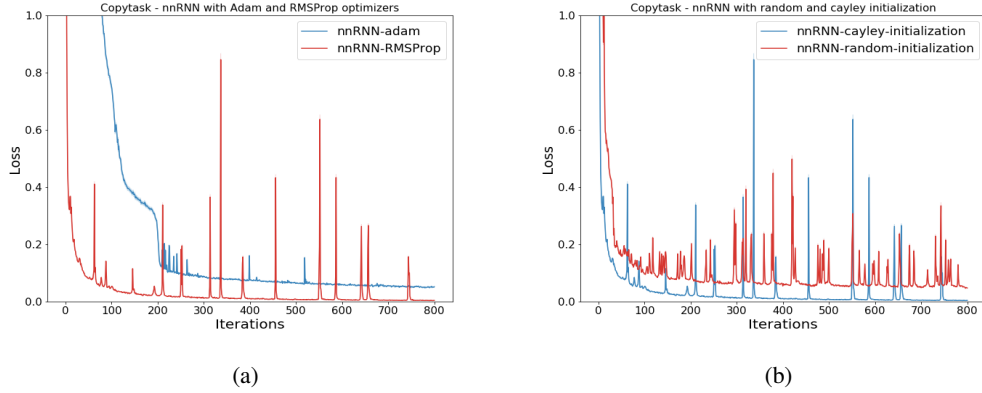 Copytask - nnRNN with Adam and RMSProp optimizers
nnRNN-adam
nnRNN-RMSProp
1.0
0.8
0.6
0.4
0.2
0.0
Loss
0 100 200 300 400 500 600 700 800
Iterations
(a)
Copytask - nnRNN with random and cayley initialization
nnRNN-cayley-initialization
nnRNN-random-initialization
1.0
0.8
0.6
0.4
0.2
0.0
Loss
0 100 200 300 400 500 600 700 800
Iterations
(b)